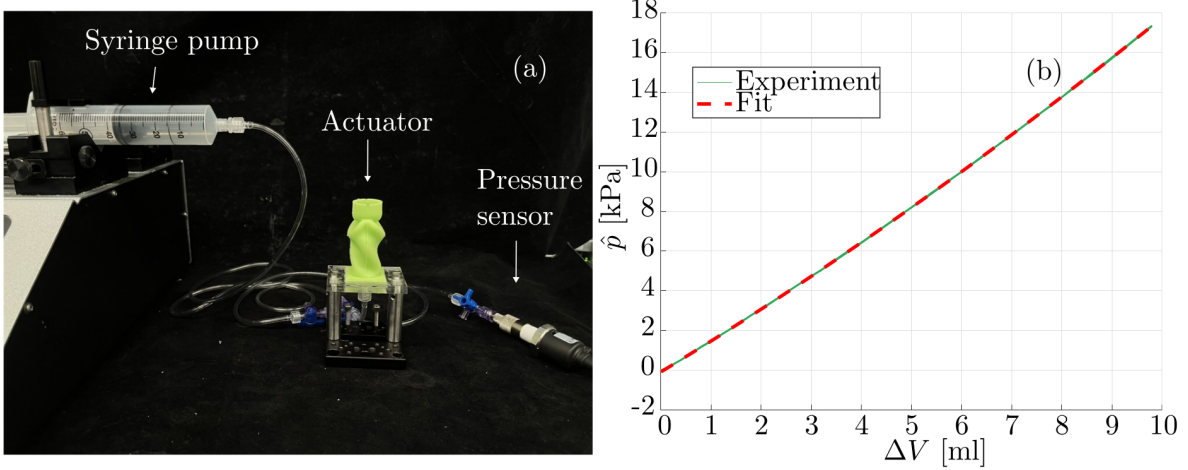 Syringe pump
(a)
Actuator
Pressure
sensor
(b)
Experiment
Fit
p̂ [kPa]
18
16
14
12
10
8
6
4
2
0
-2
0 1 2 3 4 5 6 7 8 9 10
ΔV [ml]